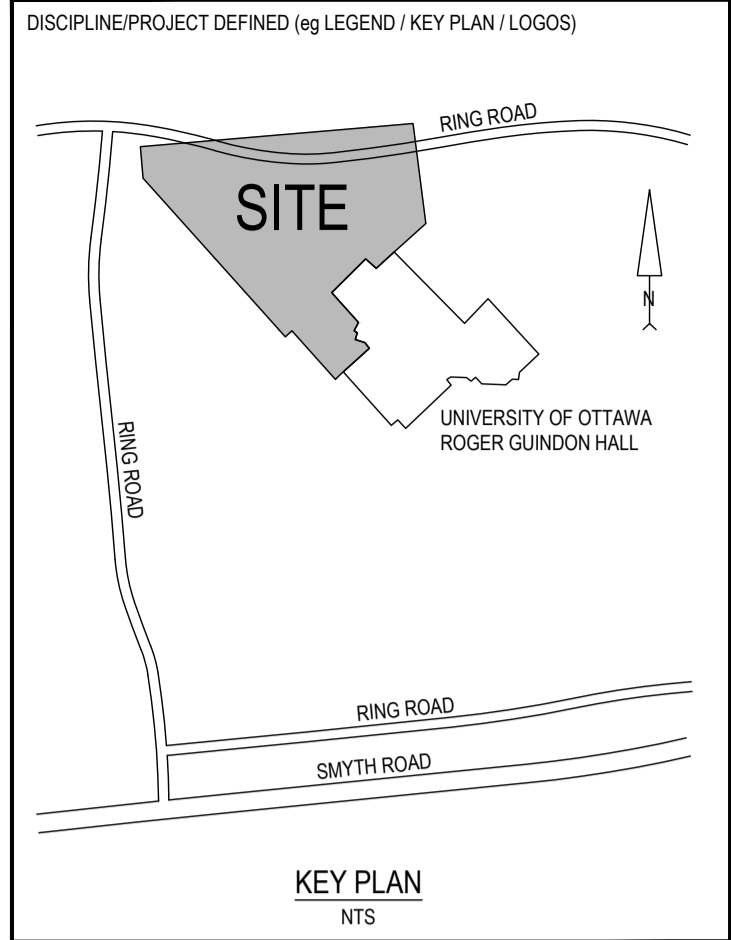 DISCIPLINE/PROJECT DEFINED (eg LEGEND / KEY PLAN / LOGOS)
RING ROAD
SITE
N
UNIVERSITY OF OTTAWA
ROGER GUINDON HALL
RING ROAD
RING ROAD
SMYTH ROAD
KEY PLAN
NTS